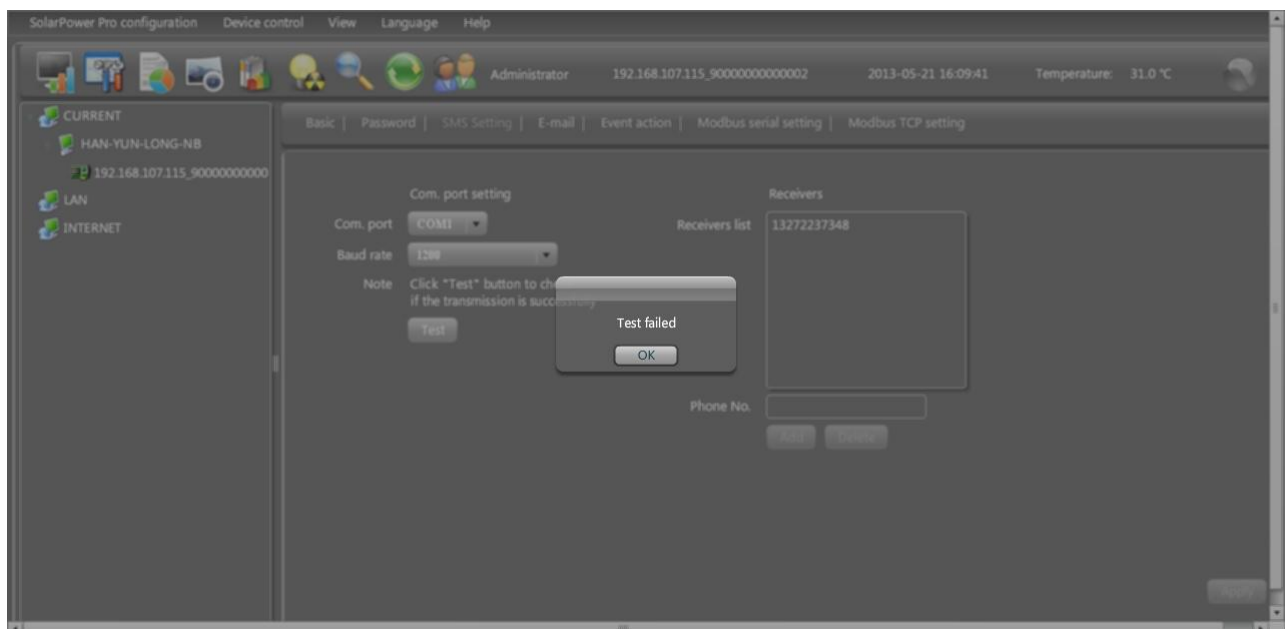 SolarPower Pro configuration Device control View Language Help
Administrator 192.168.107.115_90000000000002 2013-05-21 16:09:41 Temperature: 31.0 ℃
CURRENT
HAN-YUN-LONG-NB
192.168.107.115_90000000000
LAN
INTERNET
Basic | Password | SMS Setting | E-mail | Event action | Modbus serial setting | Modbus TCP setting
Com. port setting
Com. port COM1
Baud rate 1200
Note Click "Test" button to che
if the transmission is successfully
Test
Receivers
Receivers list 13272237348
Phone No.
Add Delete
Test failed
OK
Apply